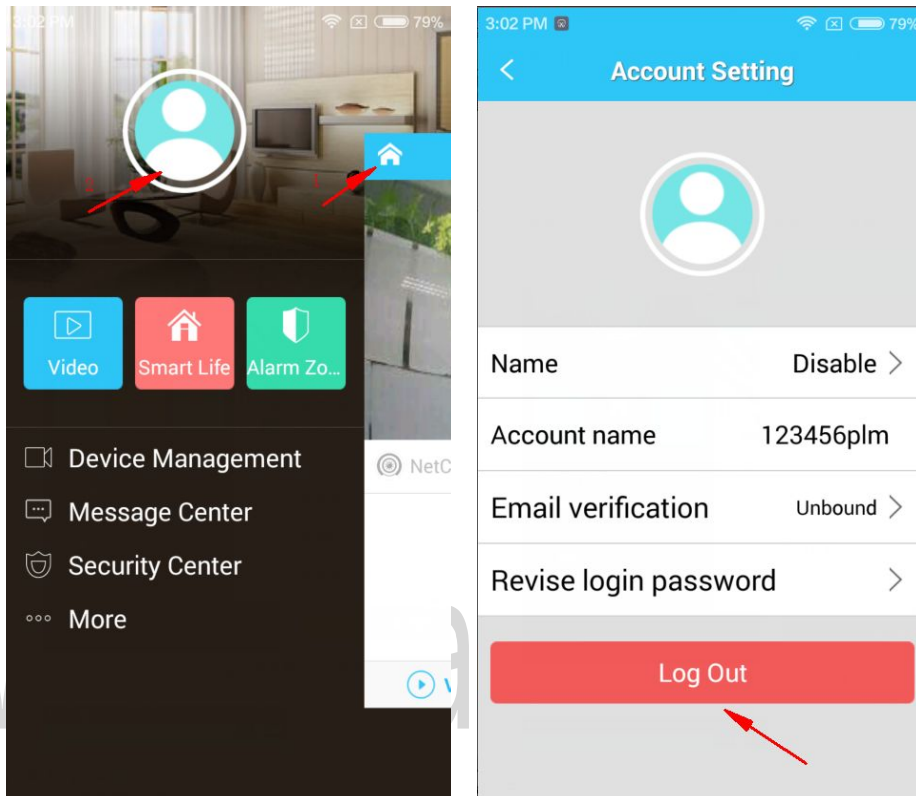 3:02 PM
79%
2
1
Video
Smart Life
Alarm Zo...
Device Management
NetC
Message Center
Security Center
More
3:02 PM
79%
Account Setting
Name
Disable
Account name
123456plm
Email verification
Unbound
Revise login password
Log Out